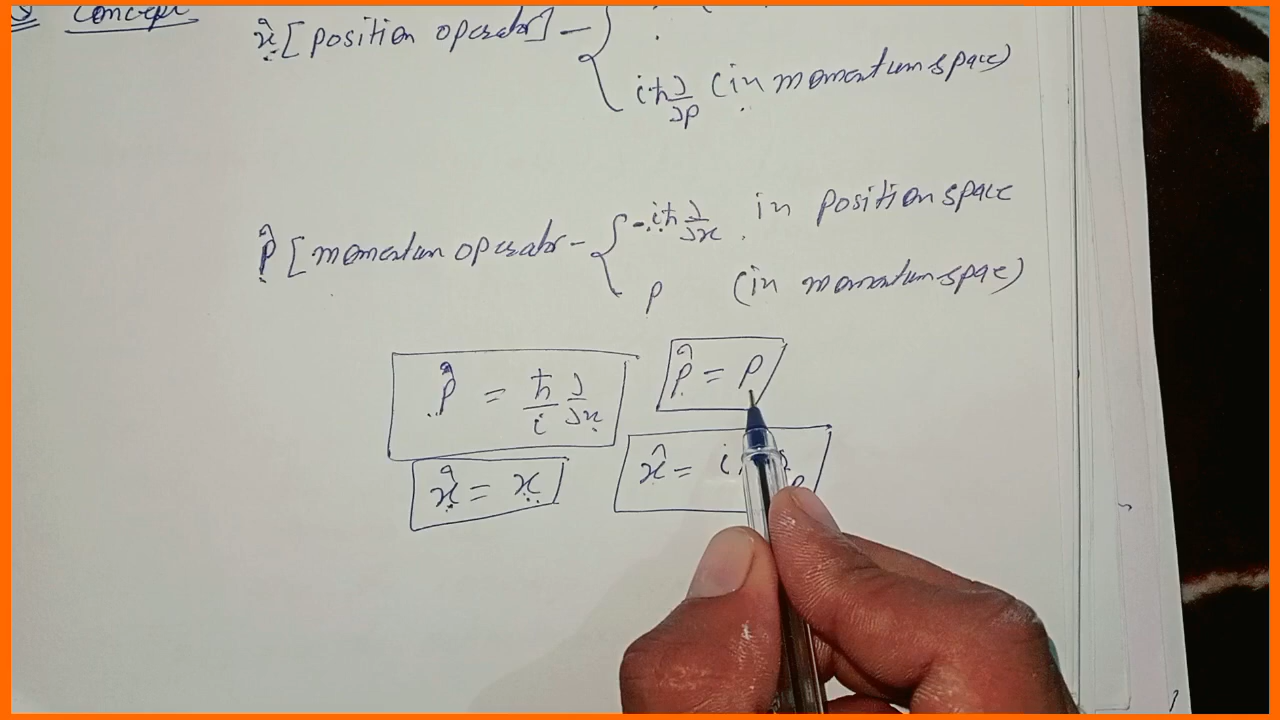 Concept
x̂ [position operator] - {
iħ ∂/∂p (in momentum space)
p̂ [momentum operator - { -iħ ∂/∂x in position space
p (in momentum space)
p̂ = ħ/i ∂/∂x
p̂ = p
x̂ = x
x̂ = i